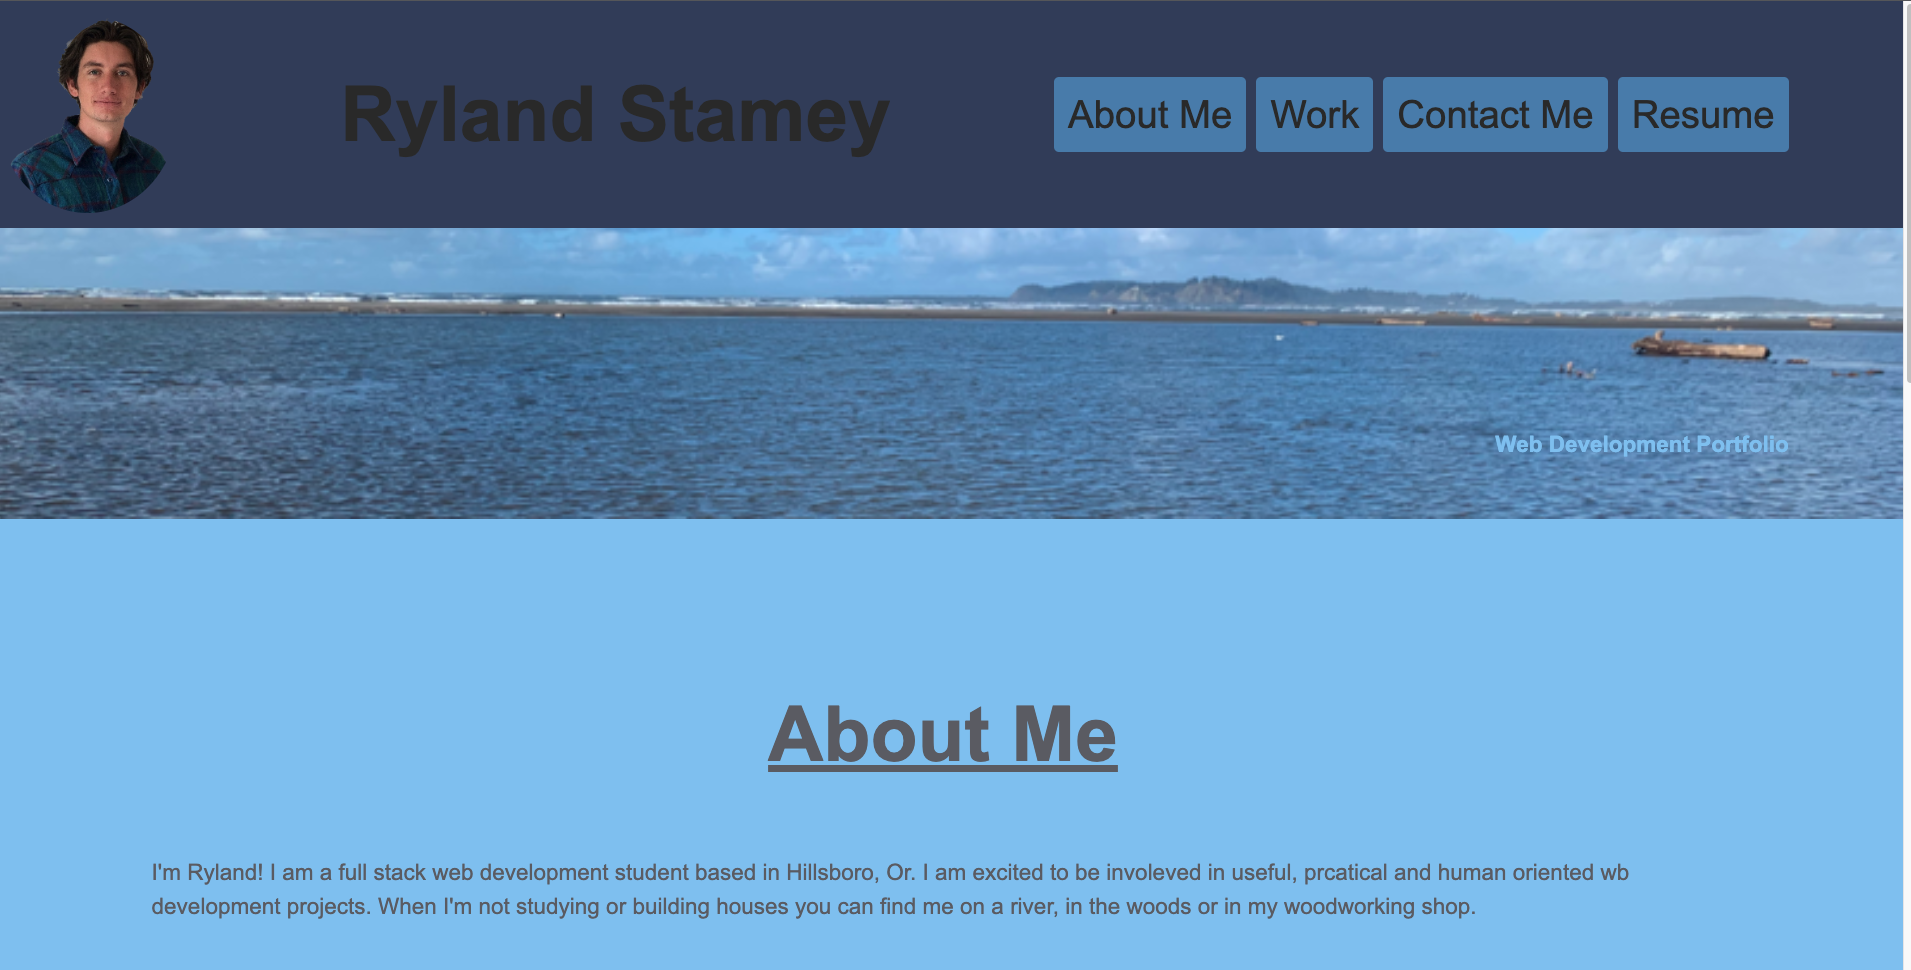 Ryland Stamey
About Me
Work
Contact Me
Resume
Web Development Portfolio
About Me
I'm Ryland! I am a full stack web development student based in Hillsboro, Or. I am excited to be involeved in useful, prcatical and human oriented wb
development projects. When I'm not studying or building houses you can find me on a river, in the woods or in my woodworking shop.